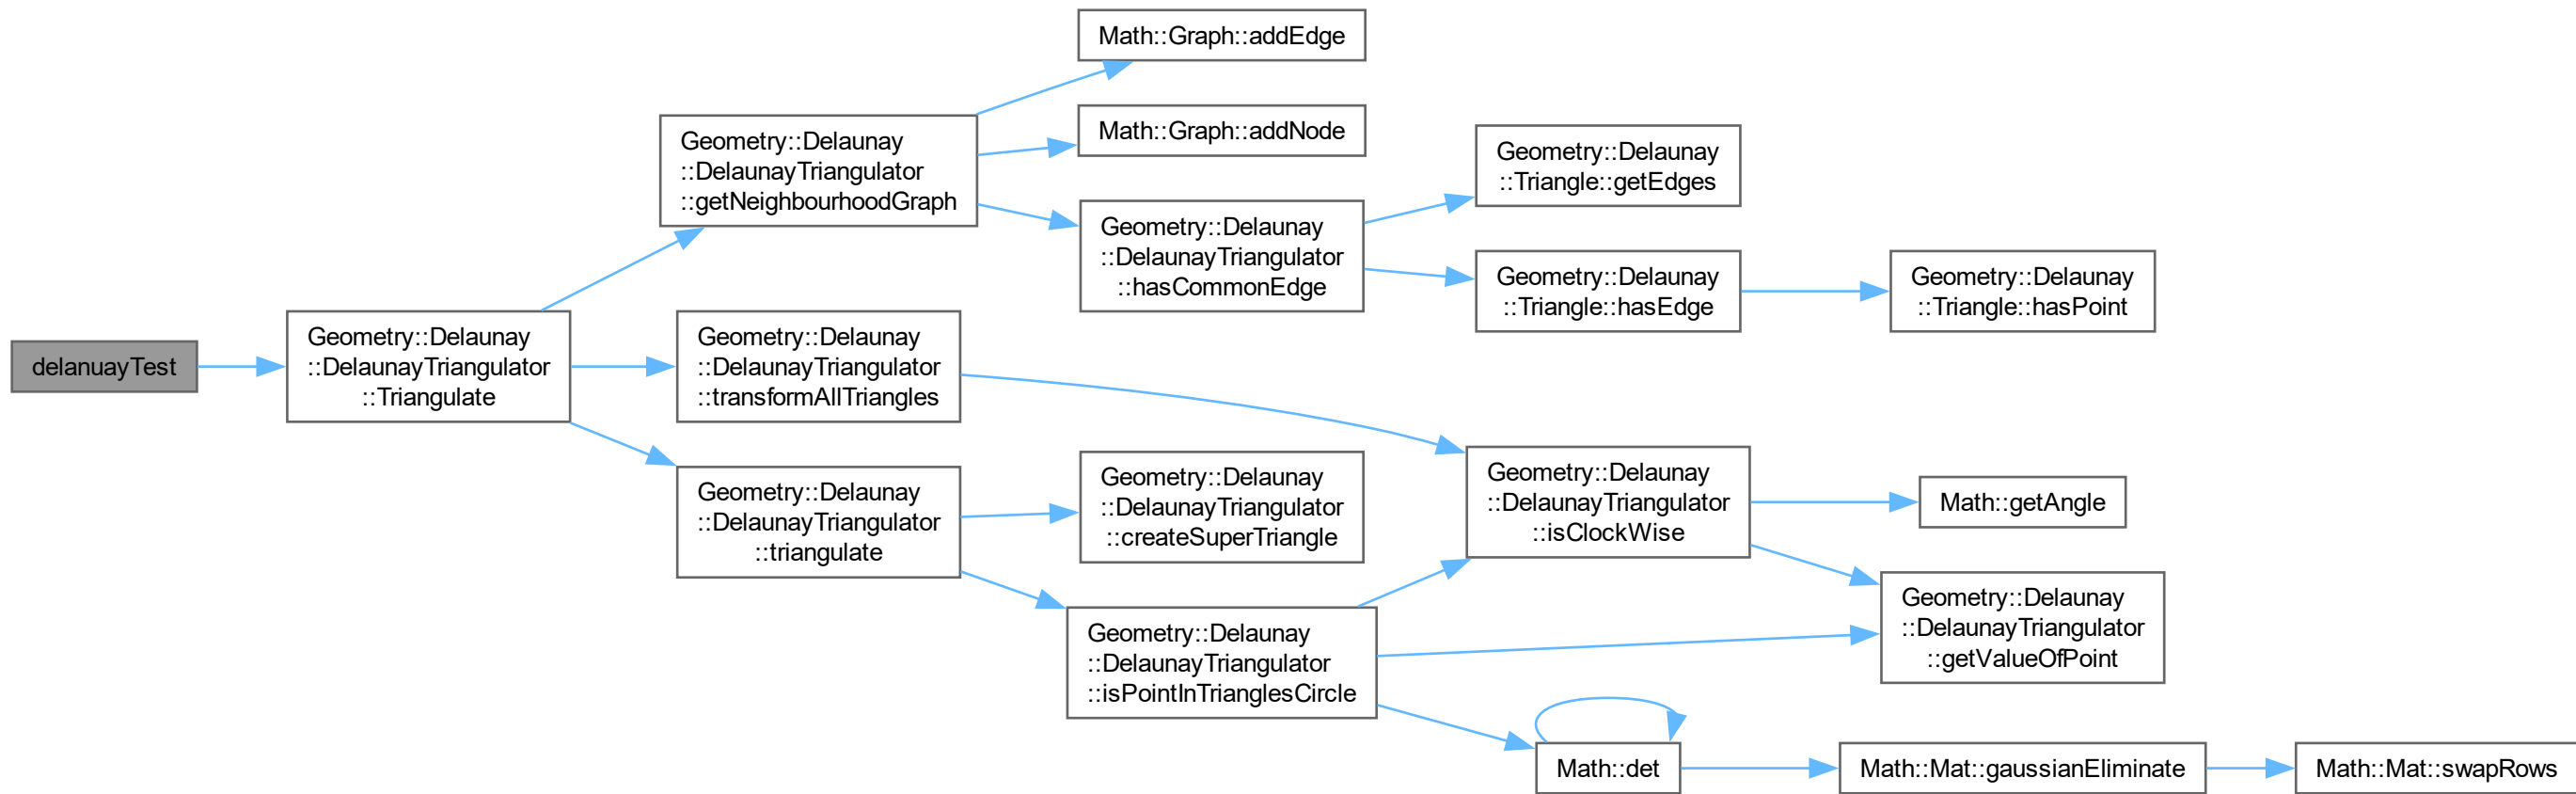 delanuayTest
Geometry::Delaunay
::DelaunayTriangulator
::Triangulate
Geometry::Delaunay
::DelaunayTriangulator
::getNeighbourhoodGraph
Math::Graph::addEdge
Math::Graph::addNode
Geometry::Delaunay
::DelaunayTriangulator
::hasCommonEdge
Geometry::Delaunay
::Triangle::getEdges
Geometry::Delaunay
::Triangle::hasEdge
Geometry::Delaunay
::Triangle::hasPoint
Geometry::Delaunay
::DelaunayTriangulator
::transformAllTriangles
Geometry::Delaunay
::DelaunayTriangulator
::isClockWise
Math::getAngle
Geometry::Delaunay
::DelaunayTriangulator
::getValueOfPoint
Geometry::Delaunay
::DelaunayTriangulator
::triangulate
Geometry::Delaunay
::DelaunayTriangulator
::createSuperTriangle
Geometry::Delaunay
::DelaunayTriangulator
::isPointInTrianglesCircle
Math::det
Math::Mat::gaussianEliminate
Math::Mat::swapRows